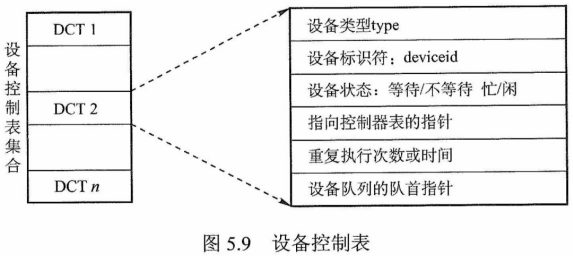 设备控制表集合
DCT 1
DCT 2
DCT n
设备类型type
设备标识符：deviceid
设备状态：等待/不等待 忙/闲
指向控制器表的指针
重复执行次数或时间
设备队列的队首指针
图 5.9 设备控制表